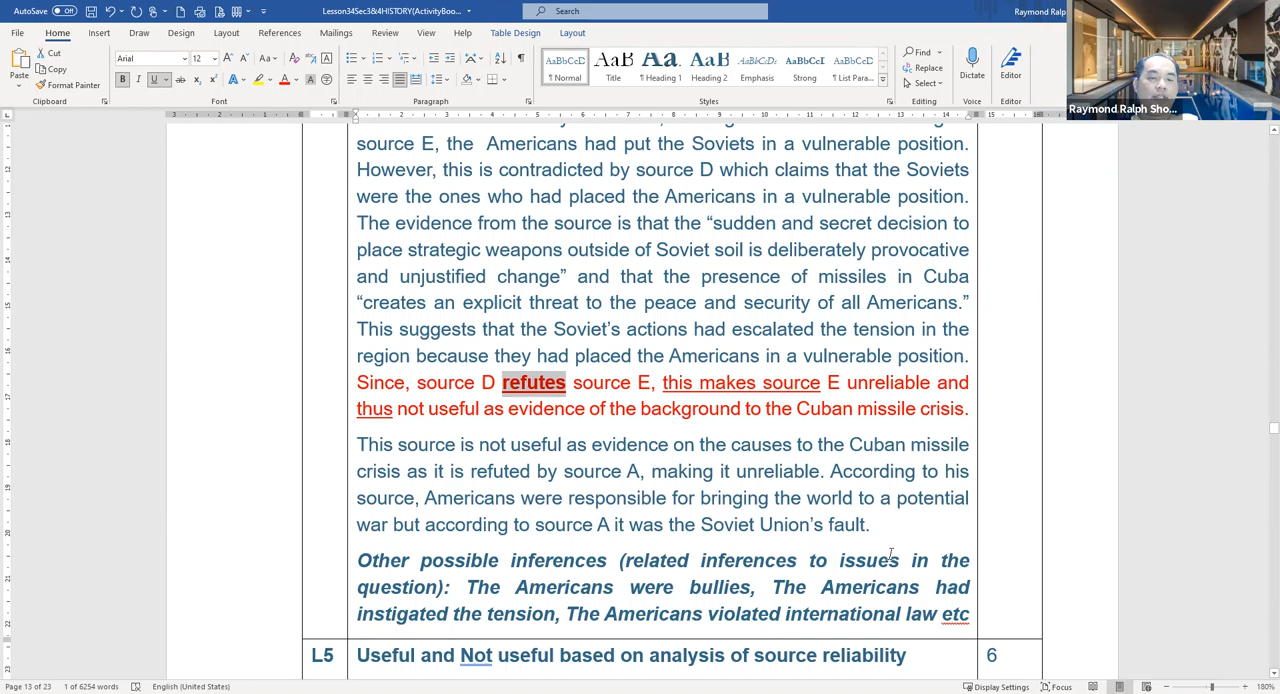 AutoSave Off Lesson34Sec3&4HISTORY(ActivityBoo... Search Raymond Ralp
File Home Insert Draw Design Layout References Mailings Review View Help Table Design Layout
Paste Cut Copy Format Painter Clipboard
Arial 12 Font
Paragraph
AaBbCcI ¶ Normal AaB Title Aa. ¶ Heading 1 AaB Heading 2 AaBbCcI Emphasis AaBbCcI Strong AaBbCcI ¶ List Para... Styles
Find Replace Select Editing
Dictate Voice
Editor Editor
Raymond Ralph Sho...
source E, the Americans had put the Soviets in a vulnerable position.
However, this is contradicted by source D which claims that the Soviets
were the ones who had placed the Americans in a vulnerable position.
The evidence from the source is that the “sudden and secret decision to
place strategic weapons outside of Soviet soil is deliberately provocative
and unjustified change” and that the presence of missiles in Cuba
“creates an explicit threat to the peace and security of all Americans.”
This suggests that the Soviet’s actions had escalated the tension in the
region because they had placed the Americans in a vulnerable position.
Since, source D refutes source E, this makes source E unreliable and
thus not useful as evidence of the background to the Cuban missile crisis.
This source is not useful as evidence on the causes to the Cuban missile
crisis as it is refuted by source A, making it unreliable. According to his
source, Americans were responsible for bringing the world to a potential
war but according to source A it was the Soviet Union’s fault.
Other possible inferences (related inferences to issues in the
question): The Americans were bullies, The Americans had
instigated the tension, The Americans violated international law etc
L5 Useful and Not useful based on analysis of source reliability 6
Page 13 of 23 1 of 6254 words English (United States) Display Settings Focus 180%